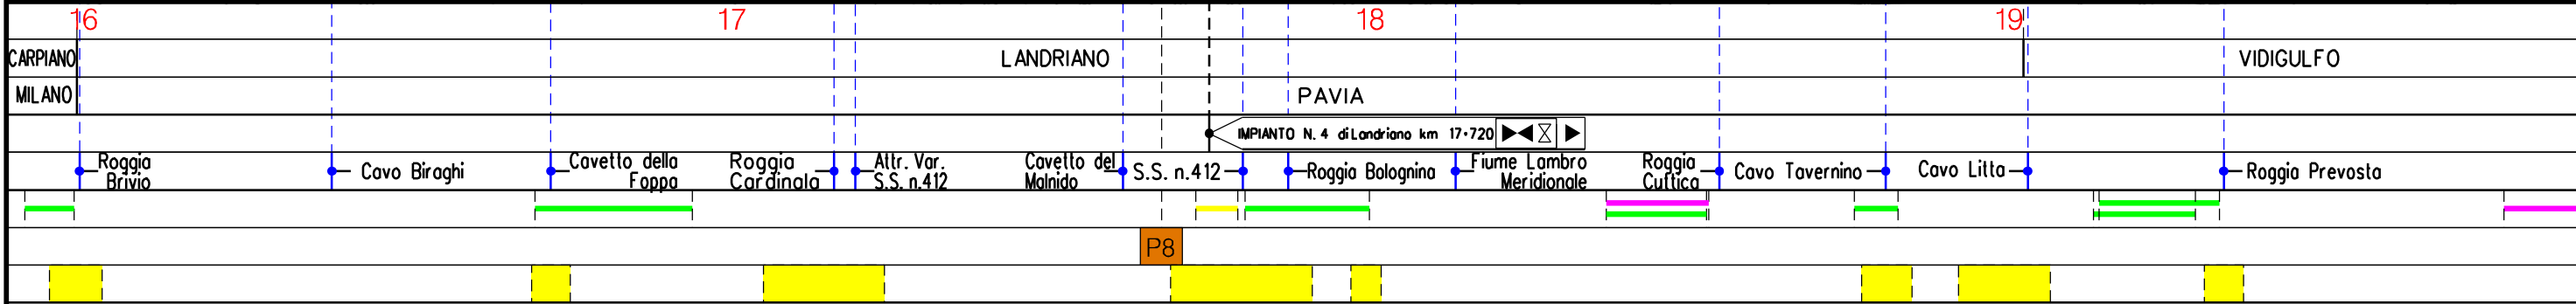 16 17 18 19
CARPIANO LANDRIANO VIDIGULFO
MILANO PAVIA
IMPIANTO N. 4 di Landriano km 17+720
Roggia
Brivio
Cavo Biraghi
Cavetto della
Foppa
Roggia
Cardinala
Attr. Var.
S.S. n.412
Cavetto del
Malnido
S.S. n.412
Roggia Bolognina
Fiume Lambro
Meridionale
Roggia
Cuttica
Cavo Tavernino
Cavo Litta
Roggia Prevosta
P8